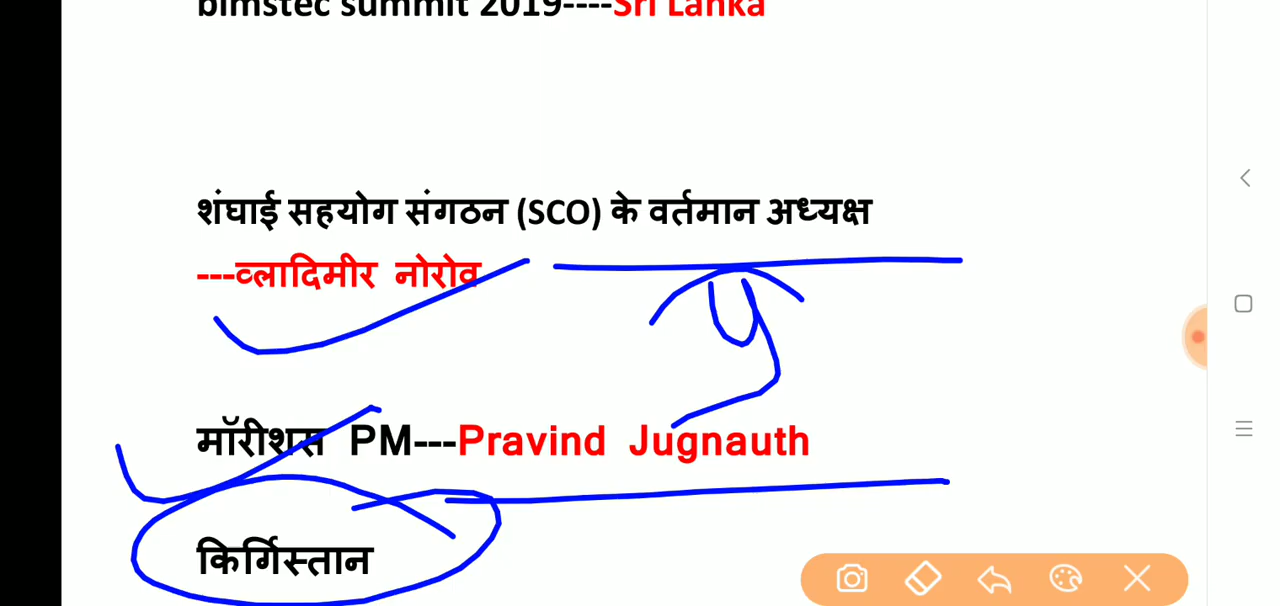 bimstec summit 2019----Sri Lanka
शंघाई सहयोग संगठन (SCO) के वर्तमान अध्यक्ष
---व्लादिमीर नोरोव
मॉरीशस PM---Pravind Jugnauth
किर्गिस्तान